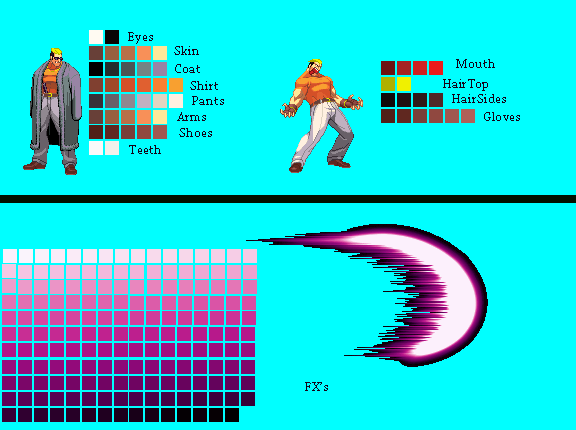 Eyes
Skin
Coat
Shirt
Pants
Arms
Shoes
Teeth
Mouth
HairTop
HairSides
Gloves
FX's